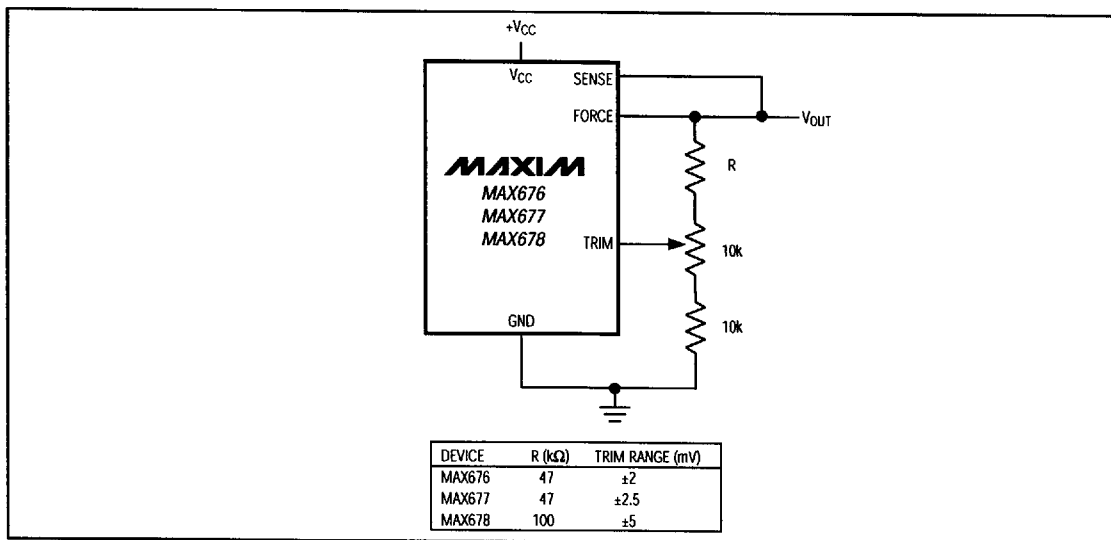 +VCC
VCC
SENSE
FORCE
VOUT
R
MAXIM
MAX676
MAX677
MAX678
TRIM
10k
10k
GND
DEVICE R (kΩ) TRIM RANGE (mV)
MAX676 47 ±2
MAX677 47 ±2.5
MAX678 100 ±5